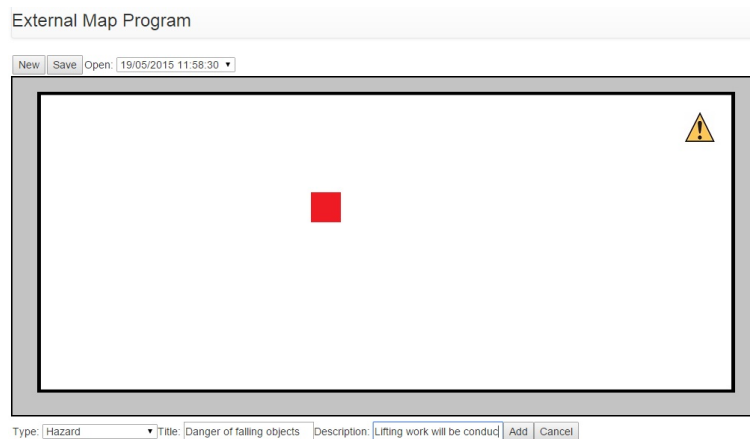 External Map Program
New Save Open: 19/05/2015 11:58:30
Type: Hazard Title: Danger of falling objects Description: Lifting work will be conduc Add Cancel